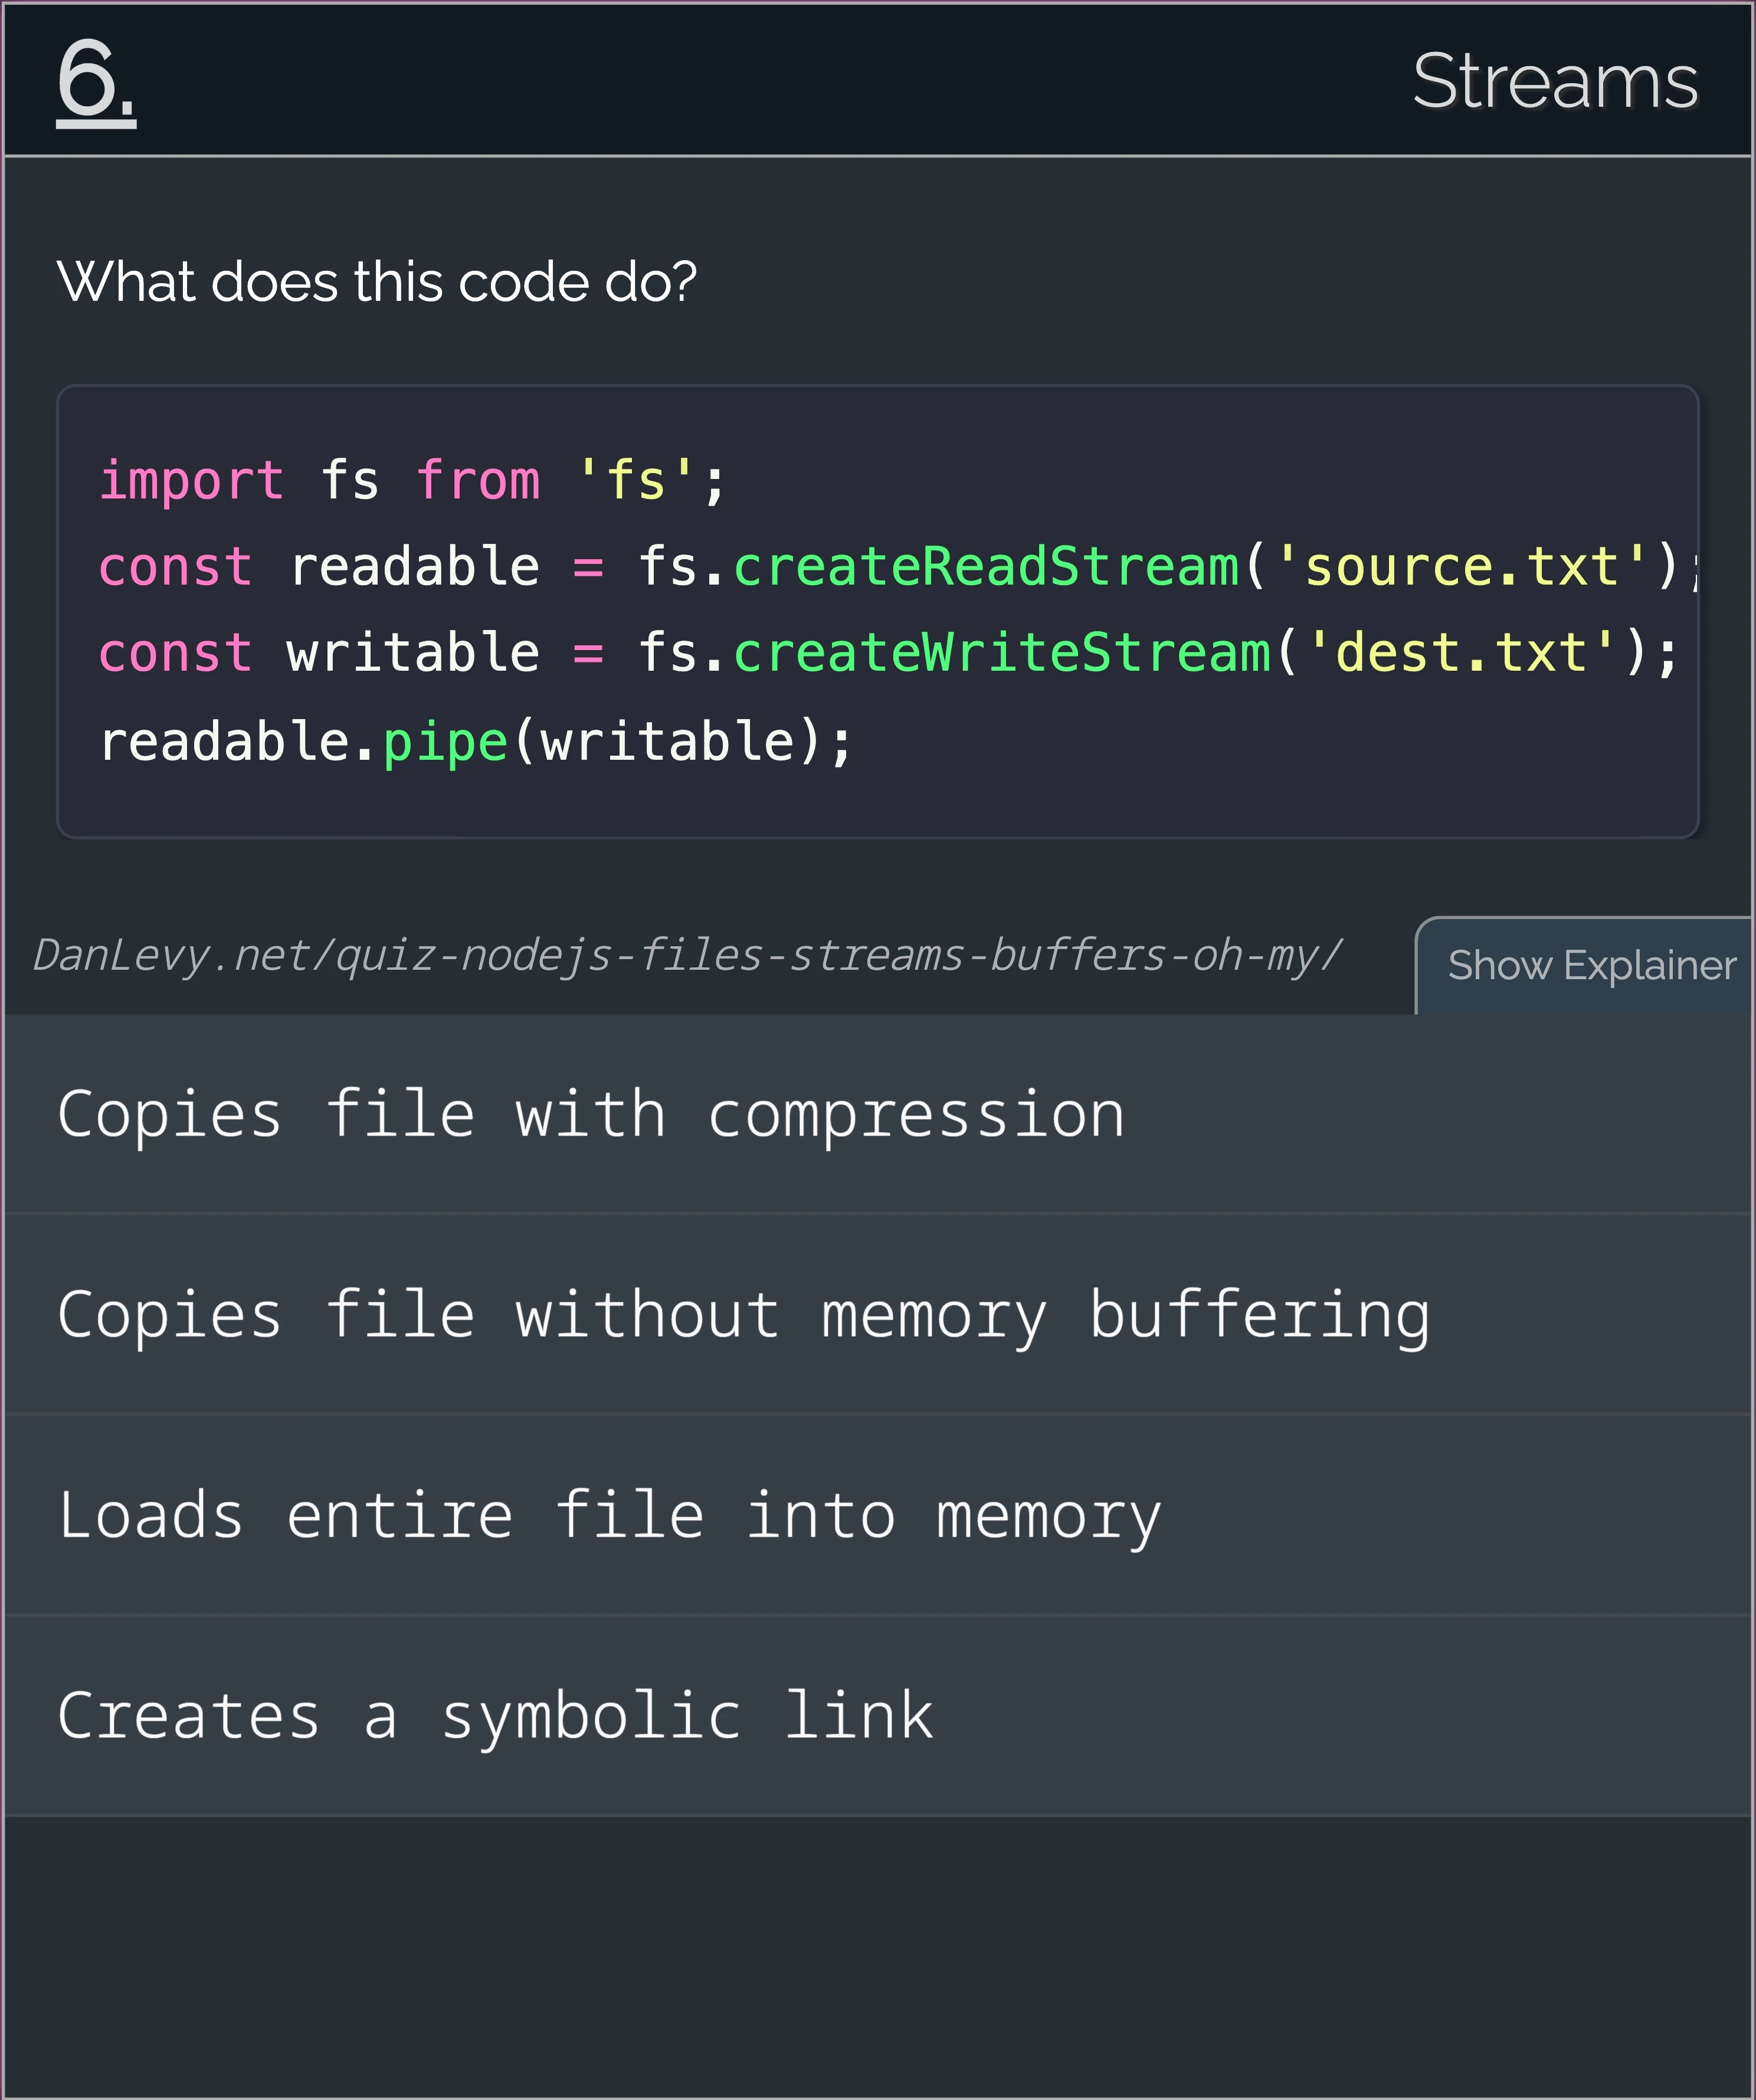 6.
Streams
What does this code do?
import fs from 'fs';
const readable = fs.createReadStream('source.txt');
const writable = fs.createWriteStream('dest.txt');
readable.pipe(writable);
DanLevy.net/quiz-nodejs-files-streams-buffers-oh-my/
Show Explainer
Copies file with compression
Copies file without memory buffering
Loads entire file into memory
Creates a symbolic link